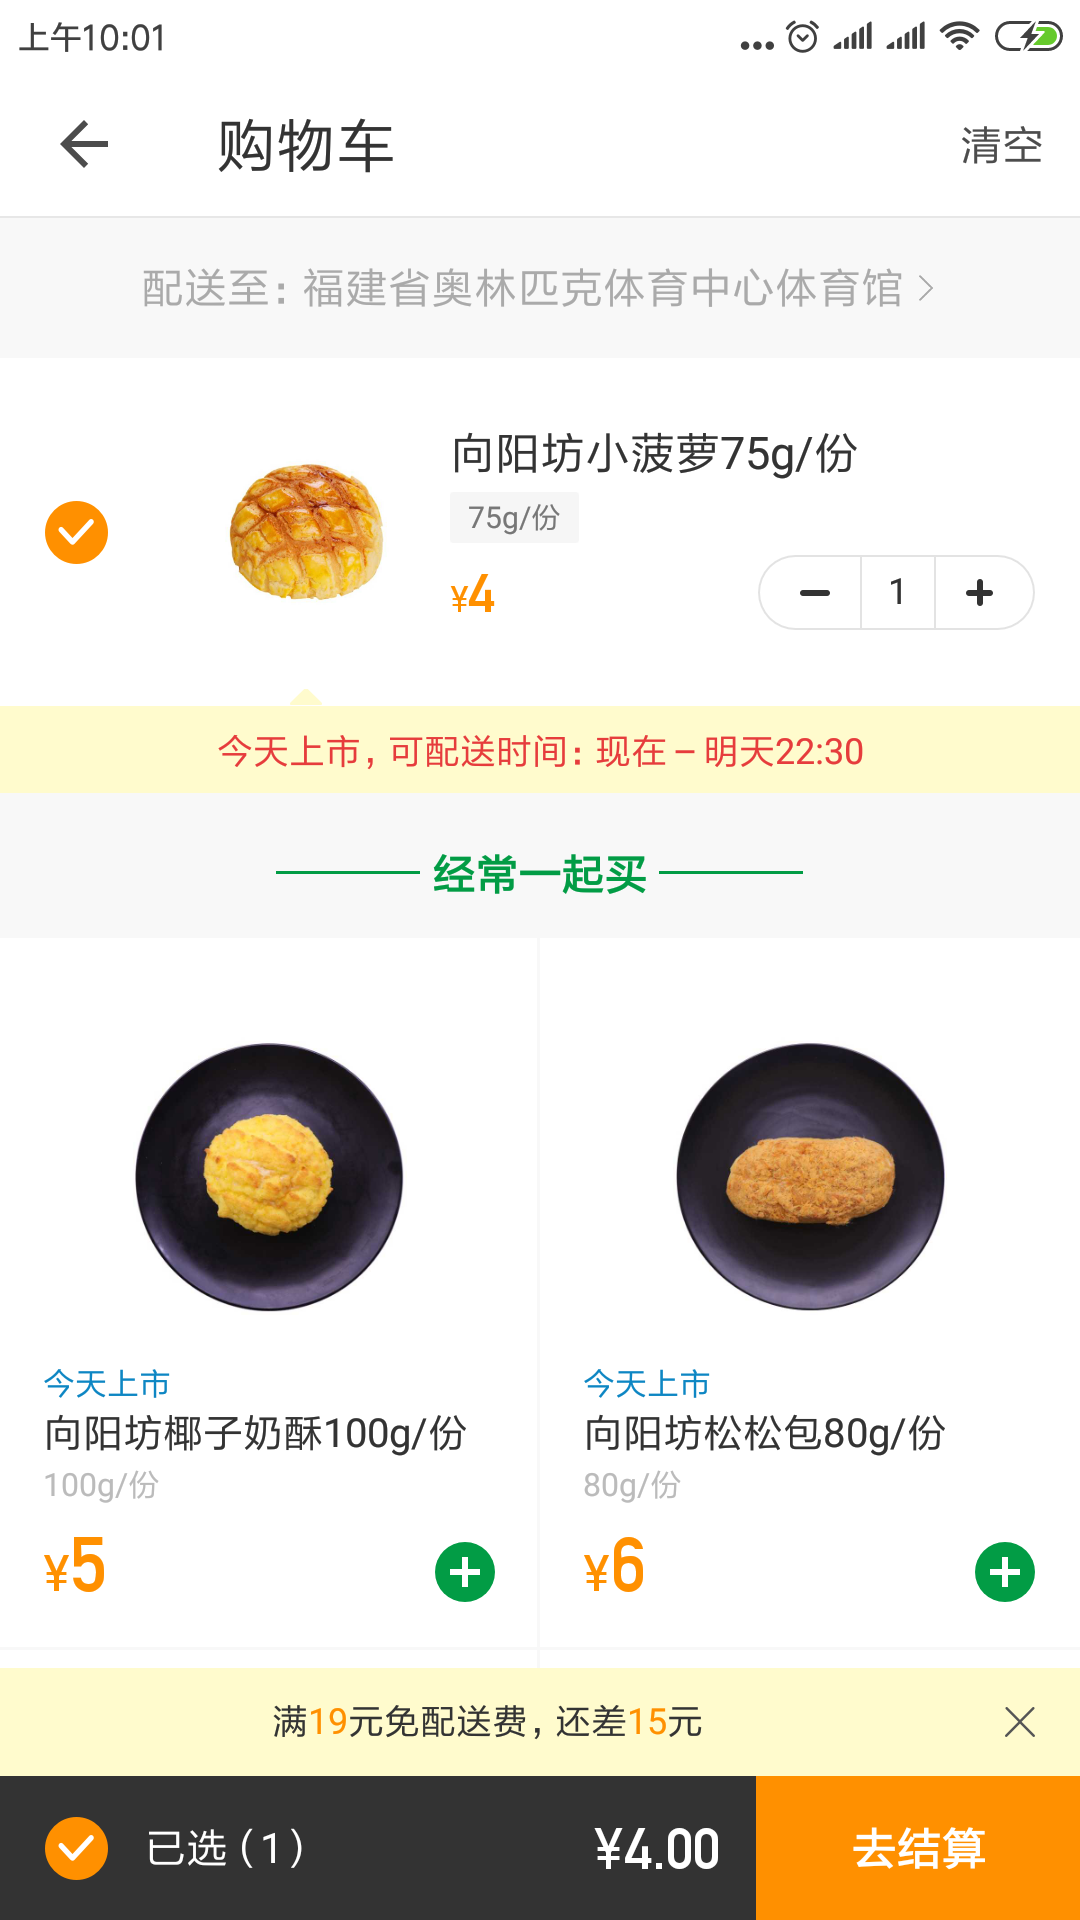 上午10:01
购物车
清空
配送至：福建省奥林匹克体育中心体育馆
向阳坊小菠萝75g/份
75g/份
¥4
1
今天上市，可配送时间：现在－明天22:30
经常一起买
今天上市
向阳坊椰子奶酥100g/份
100g/份
¥5
今天上市
向阳坊松松包80g/份
80g/份
¥6
满19元免配送费，还差15元
已选（1）
¥4.00
去结算